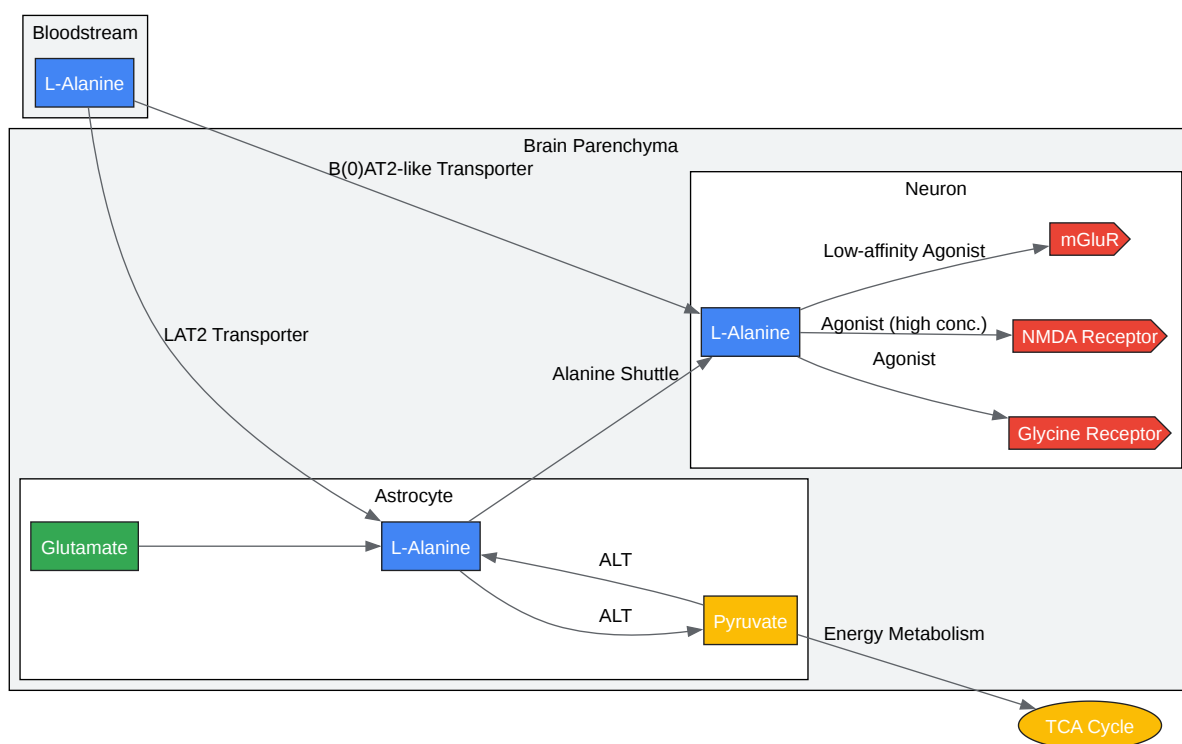 Bloodstream
L-Alanine
Brain Parenchyma
B(0)AT2-like Transporter
Neuron
mGluR
Low-affinity Agonist
L-Alanine
Agonist (high conc.)
NMDA Receptor
LAT2 Transporter
Agonist
Alanine Shuttle
Glycine Receptor
Astrocyte
Glutamate
L-Alanine
ALT
ALT
Pyruvate
Energy Metabolism
TCA Cycle